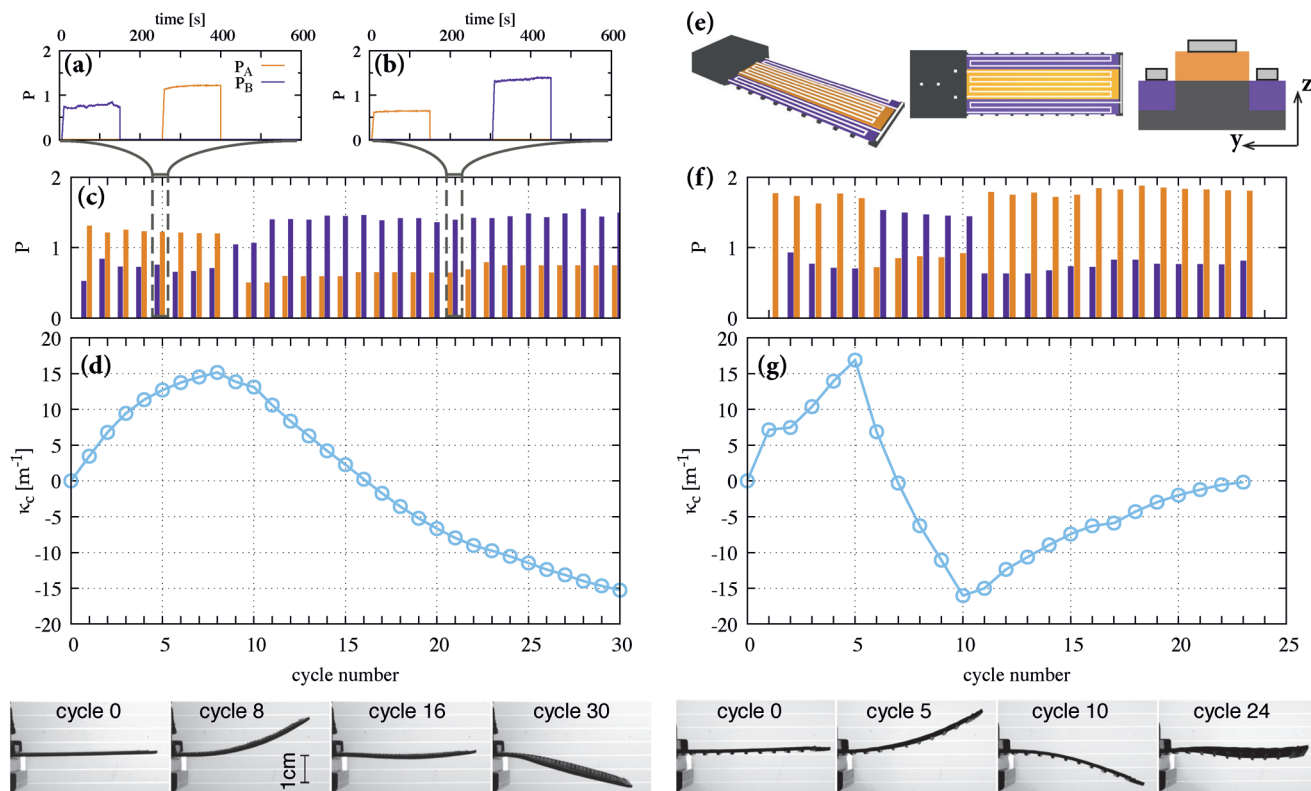 time [s]
0 200 400 600
(a)
P_A
P_B
P
2
1
0
time [s]
0 200 400 600
(b)
P
2
1
0
(e)
z
y
(c)
P
2
1
0
(f)
P
2
1
0
(d)
κ_c [m^-1]
20
15
10
5
0
-5
-10
-15
-20
0 5 10 15 20 25 30
cycle number
(g)
κ_c [m^-1]
20
15
10
5
0
-5
-10
-15
-20
0 5 10 15 20 25
cycle number
cycle 0
cycle 8
1cm
cycle 16
cycle 30
cycle 0
cycle 5
cycle 10
cycle 24